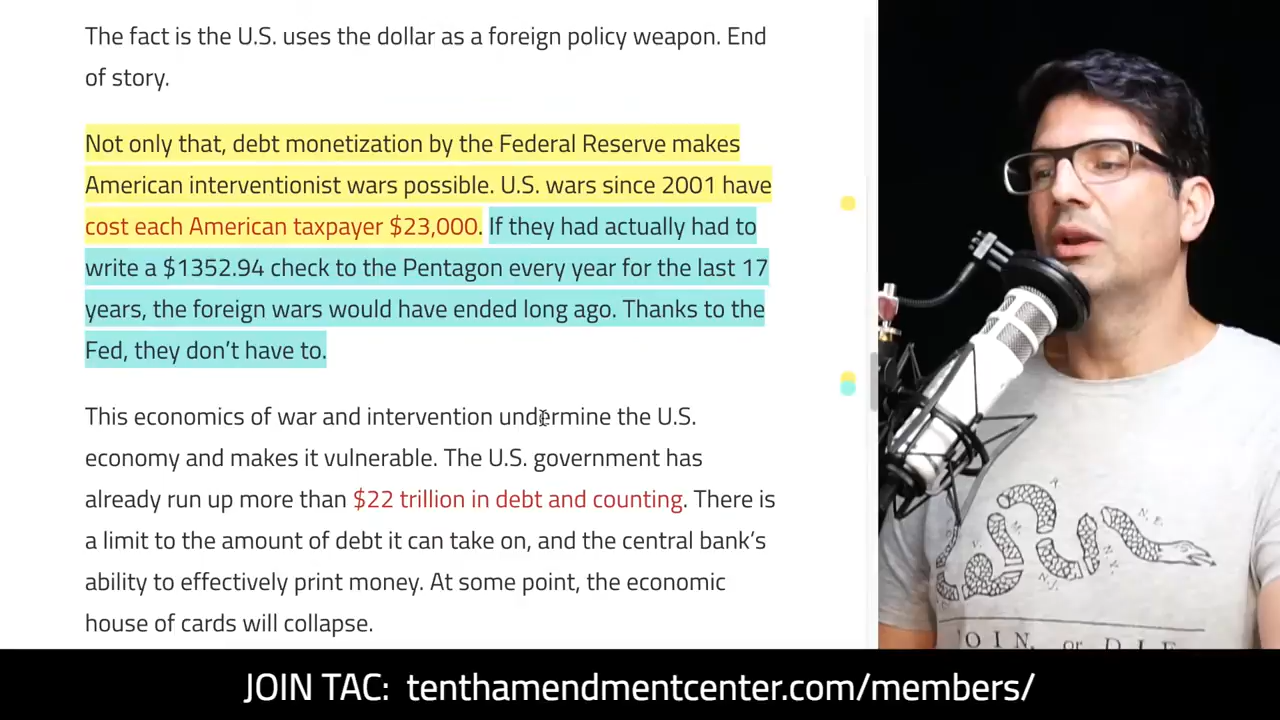 The fact is the U.S. uses the dollar as a foreign policy weapon. End
of story.
Not only that, debt monetization by the Federal Reserve makes
American interventionist wars possible. U.S. wars since 2001 have
cost each American taxpayer $23,000. If they had actually had to
write a $1352.94 check to the Pentagon every year for the last 17
years, the foreign wars would have ended long ago. Thanks to the
Fed, they don't have to.
This economics of war and intervention undermine the U.S.
economy and makes it vulnerable. The U.S. government has
already run up more than $22 trillion in debt and counting. There is
a limit to the amount of debt it can take on, and the central bank's
ability to effectively print money. At some point, the economic
house of cards will collapse.
R.
N.E.
V.
M.
N.Y.
N.J.
JOIN, or DIE
JOIN TAC: tenthamendmentcenter.com/members/